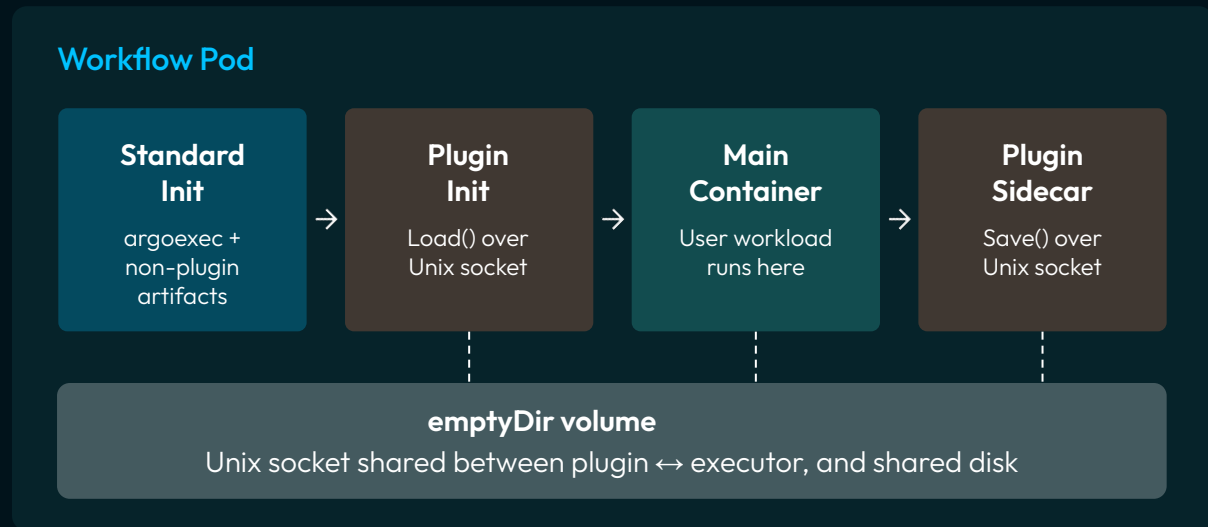 Workflow Pod
Standard
Init
argoexec +
non-plugin
artifacts
→
Plugin
Init
Load() over
Unix socket
→
Main
Container
User workload
runs here
→
Plugin
Sidecar
Save() over
Unix socket
emptyDir volume
Unix socket shared between plugin ↔ executor, and shared disk